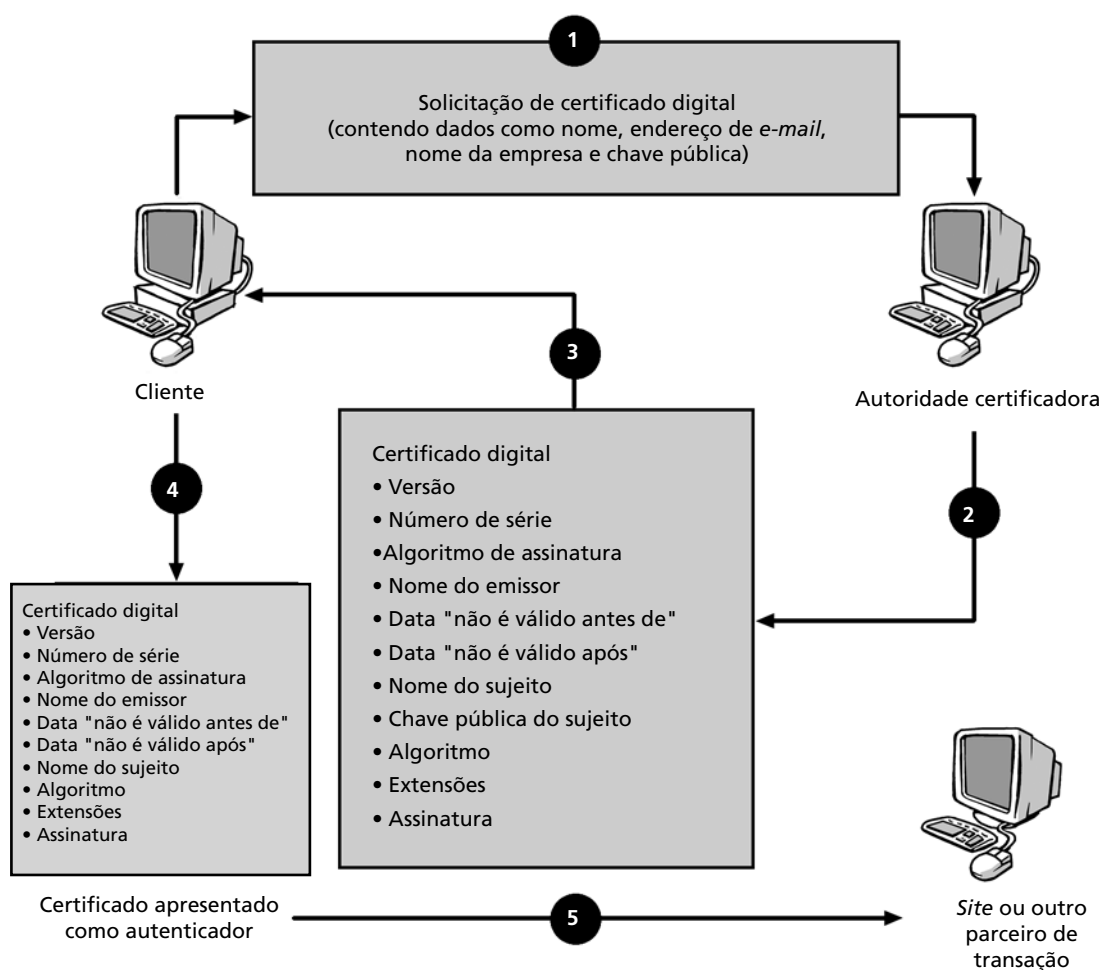 1
Solicitação de certificado digital
(contendo dados como nome, endereço de e-mail,
nome da empresa e chave pública)
Cliente
Autoridade certificadora
3
4
2
Certificado digital
• Versão
• Número de série
•Algoritmo de assinatura
• Nome do emissor
• Data "não é válido antes de"
• Data "não é válido após"
• Nome do sujeito
• Chave pública do sujeito
• Algoritmo
• Extensões
• Assinatura
Certificado digital
• Versão
• Número de série
• Algoritmo de assinatura
• Nome do emissor
• Data "não é válido antes de"
• Data "não é válido após"
• Nome do sujeito
• Algoritmo
• Extensões
• Assinatura
Certificado apresentado
como autenticador
5
Site ou outro
parceiro de
transação